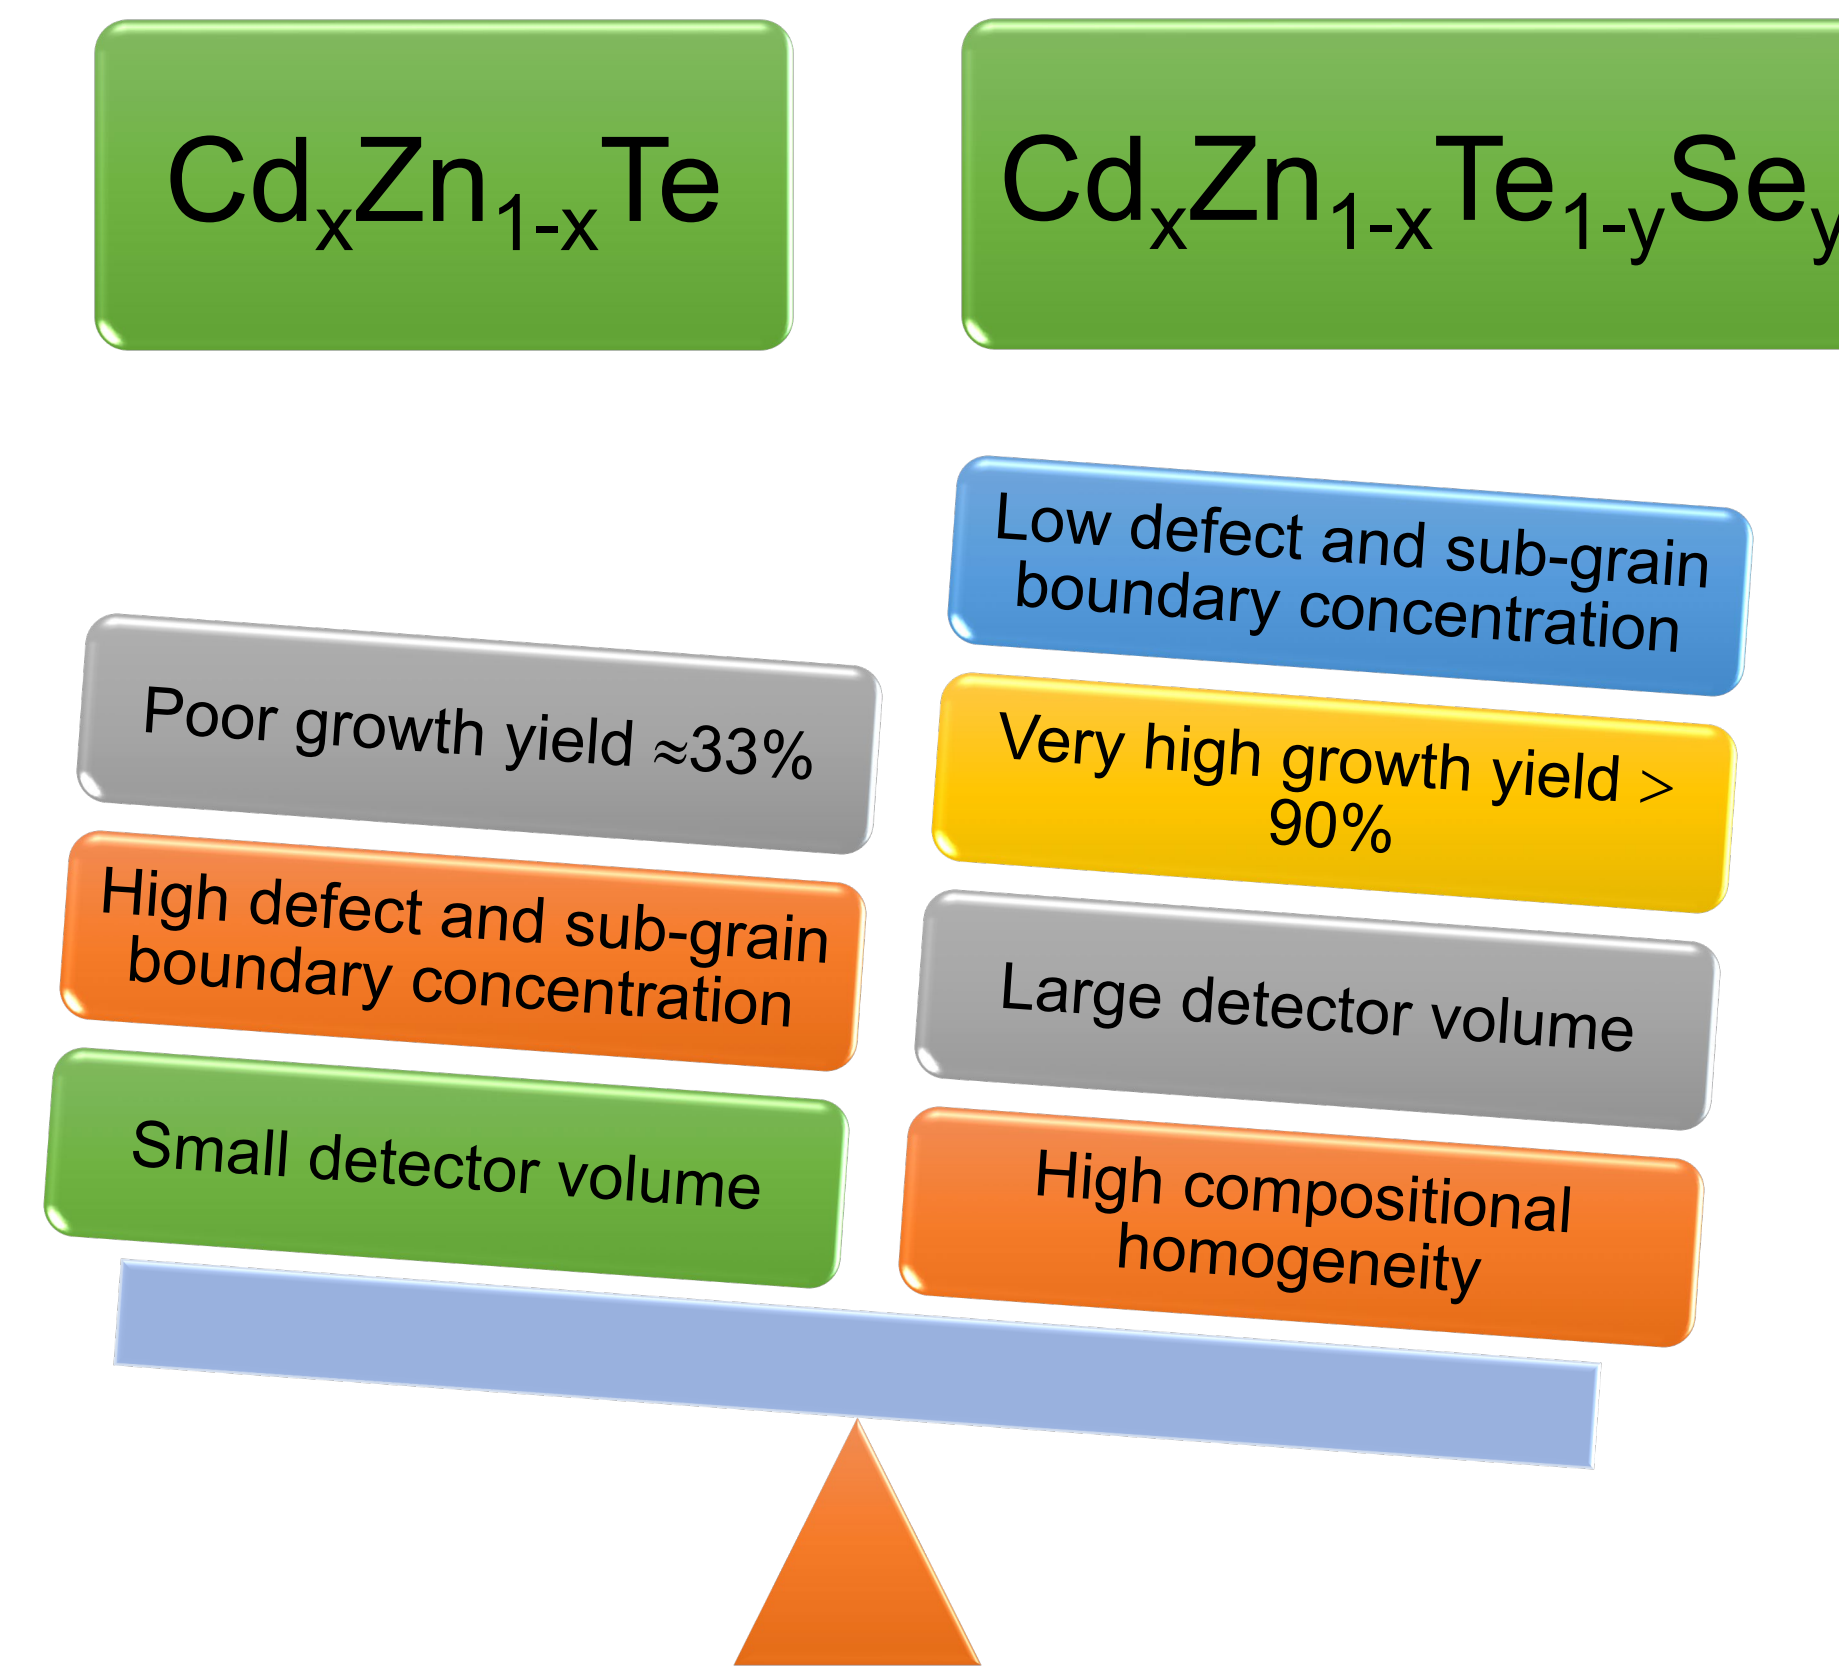 CdₓZn₁₋ₓTe
CdₓZn₁₋ₓTe₁₋ySey
Poor growth yield ≈33%
High defect and sub-grain
boundary concentration
Small detector volume
Low defect and sub-grain
boundary concentration
Very high growth yield >
90%
Large detector volume
High compositional
homogeneity